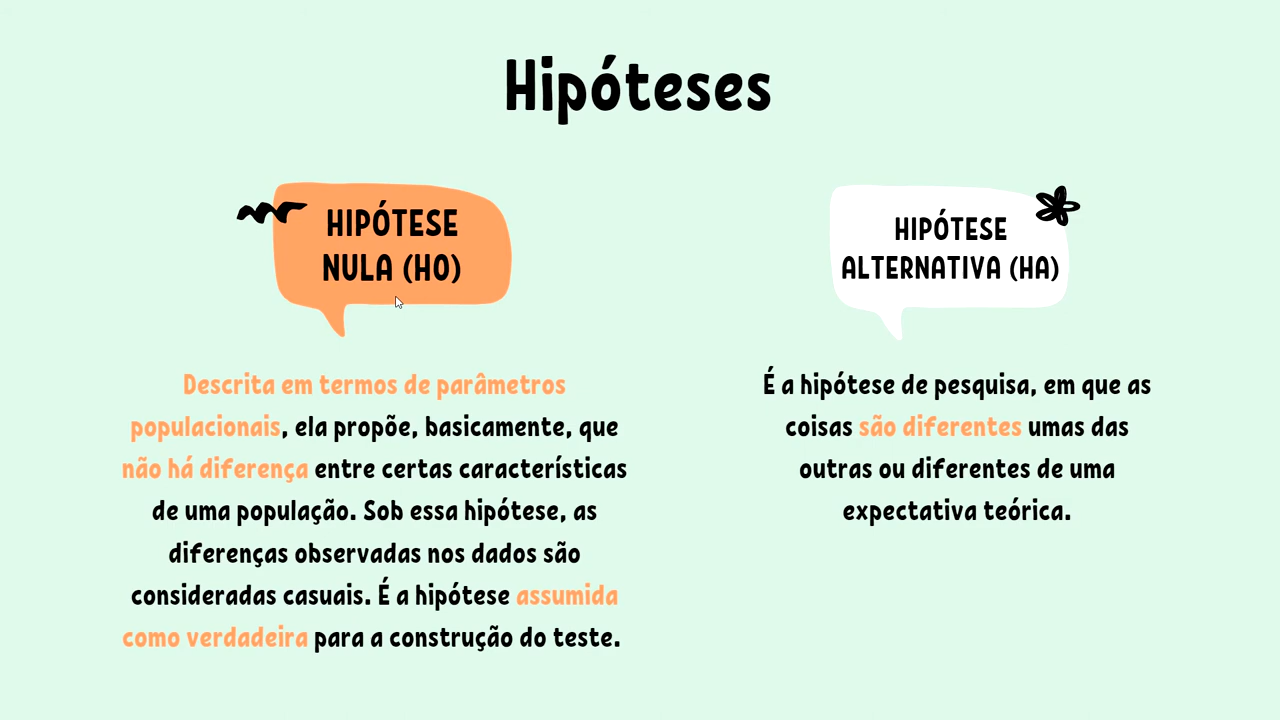 Hipóteses
HIPÓTESE
NULA (H0)
Descrita em termos de parâmetros
populacionais, ela propõe, basicamente, que
não há diferença entre certas características
de uma população. Sob essa hipótese, as
diferenças observadas nos dados são
consideradas casuais. É a hipótese assumida
como verdadeira para a construção do teste.
HIPÓTESE
ALTERNATIVA (HA)
É a hipótese de pesquisa, em que as
coisas são diferentes umas das
outras ou diferentes de uma
expectativa teórica.